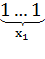 1 … 1
x₁